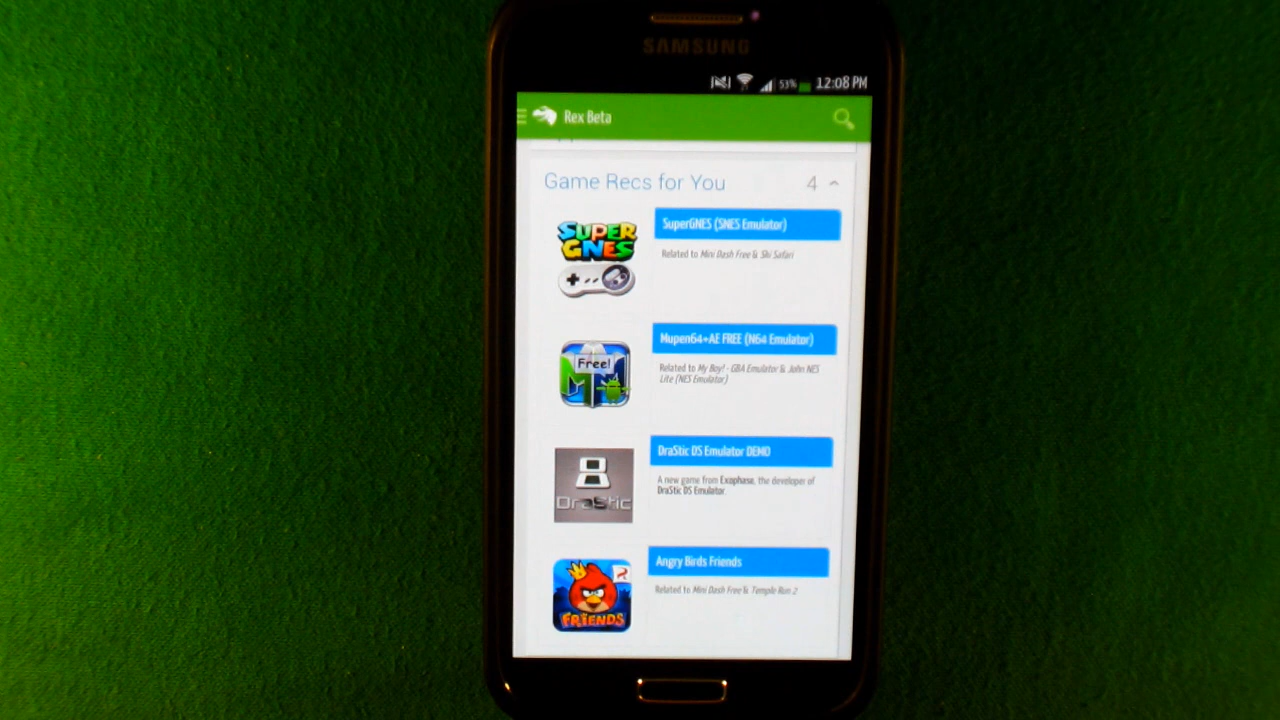 SAMSUNG
53% 12:08 PM
Rex Beta
Game Recs for You 4
SUPER
GNES
SuperGNES (SNES Emulator)
Related to Mini Dash Free & Ski Safari
Free!
Mupen64+AE FREE (N64 Emulator)
Related to My Boy! - GBA Emulator & John NES
Lite (NES Emulator)
DraStic
DraStic DS Emulator DEMO
A new game from Exophase, the developer of
DraStic DS Emulator
FRIENDS
Angry Birds Friends
Related to Mini Dash Free & Temple Run 2